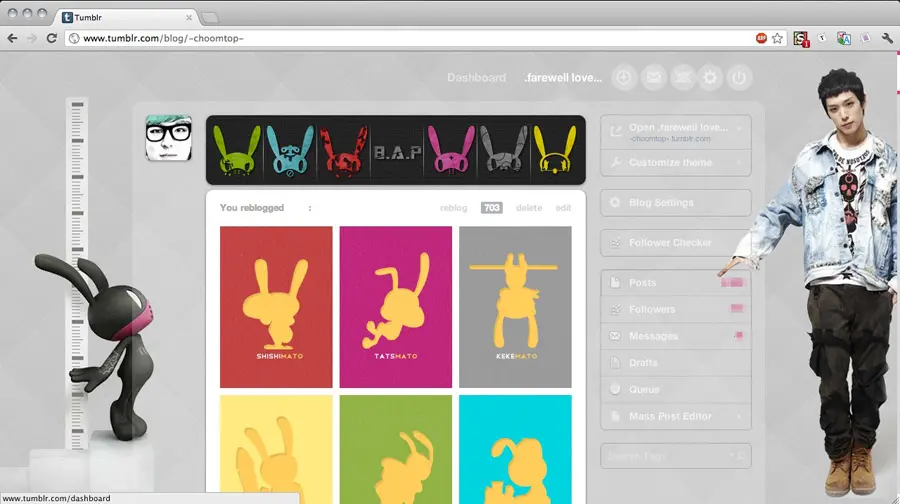 Tumblr
www.tumblr.com/blog/-choomtop-
Dashboard
.farewell love...
B.A.P
Open .farewell love...
-choomtop-.tumblr.com
Customize theme
You reblogged :
reblog 703 delete edit
Blog Settings
Follower Checker
Posts
Followers
Messages
Drafts
Queue
Mass Post Editor
Search Tags
SHISHIMATO
TATSMATO
KEKEMATO
www.tumblr.com/dashboard